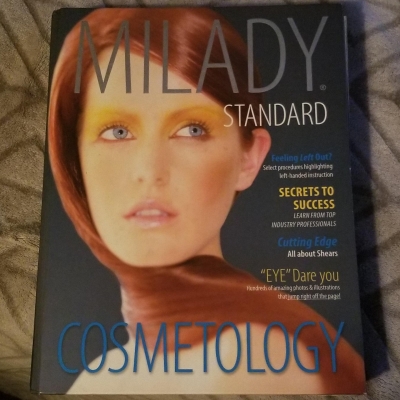 MILADY®
STANDARD
Feeling Left Out?
Select procedures highlighting
left-handed instruction
SECRETS TO
SUCCESS
LEARN FROM TOP
INDUSTRY PROFESSIONALS
Cutting Edge
All about Shears
"EYE" Dare you
Hundreds of amazing photos & illustrations
that jump right off the page!
COSMETOLOGY